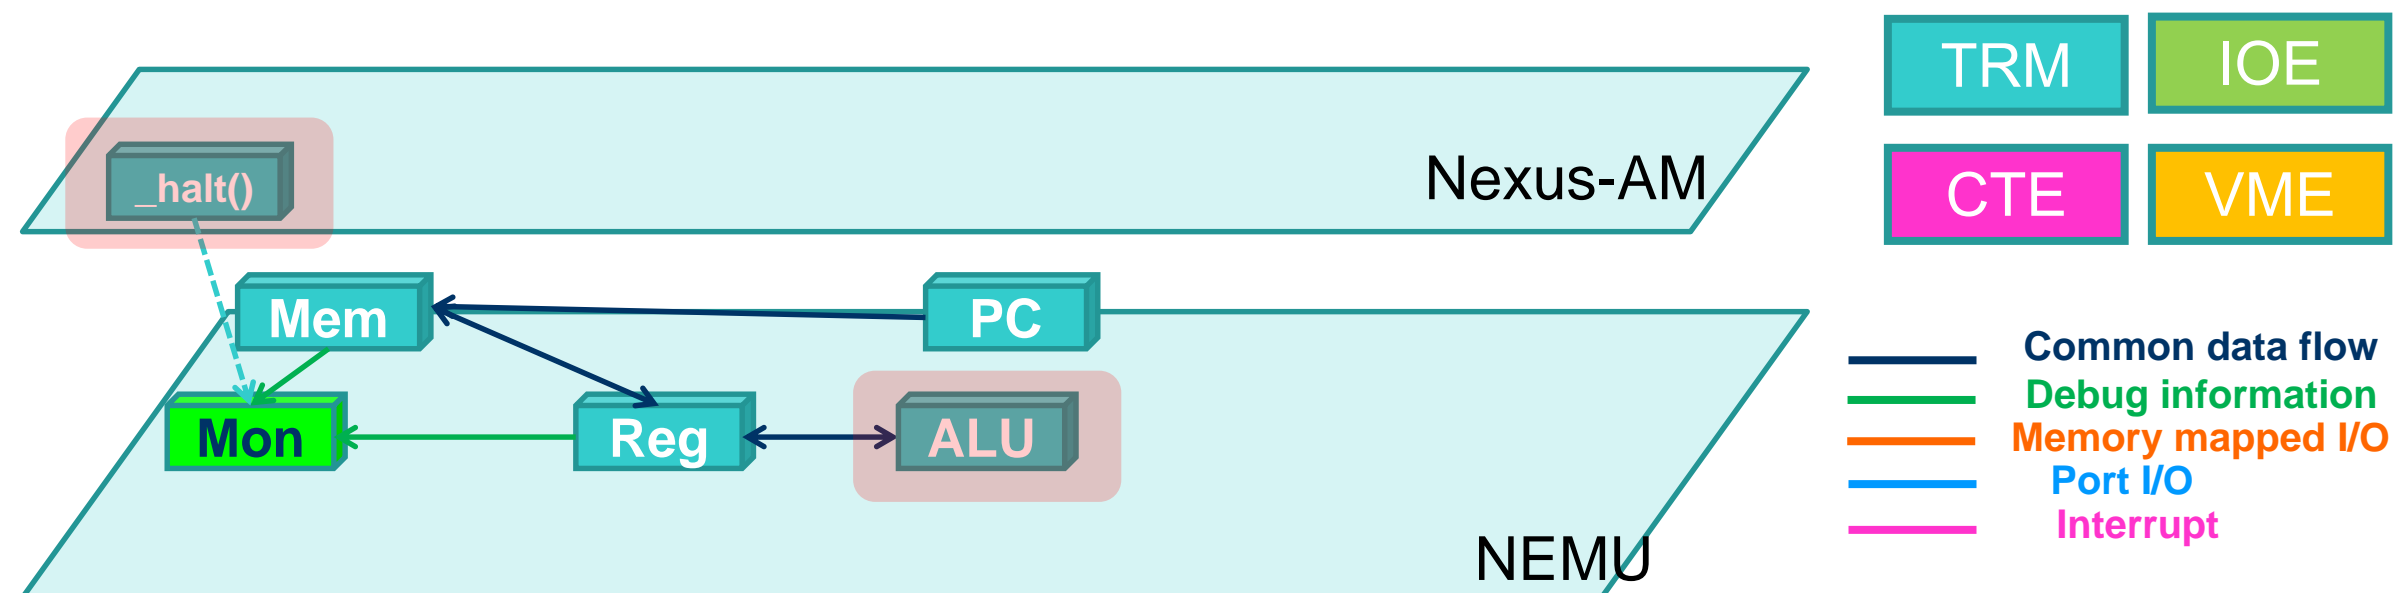 TRM
IOE
_halt()
Nexus-AM
CTE
VME
Mem
PC
Mon
Reg
ALU
NEMU
Common data flow
Debug information
Memory mapped I/O
Port I/O
Interrupt